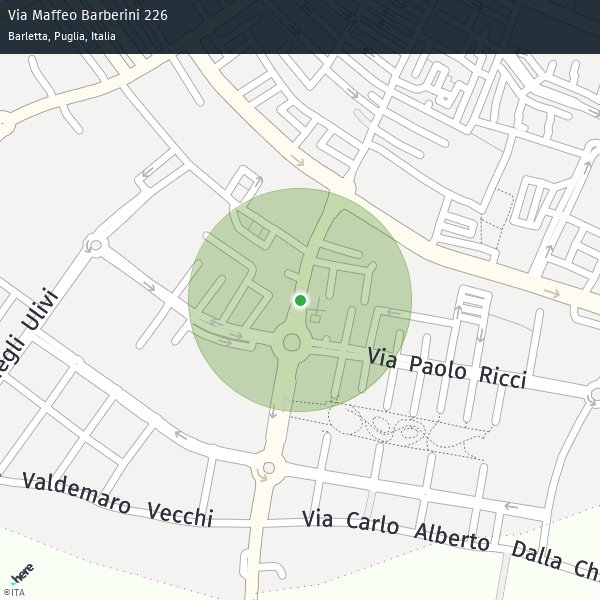 Via Maffeo Barberini 226
Barletta, Puglia, Italia
egli Ulivi
Via Paolo Ricci
Valdemaro Vecchi
Via Carlo Alberto Dalla Ch
here
©ITA